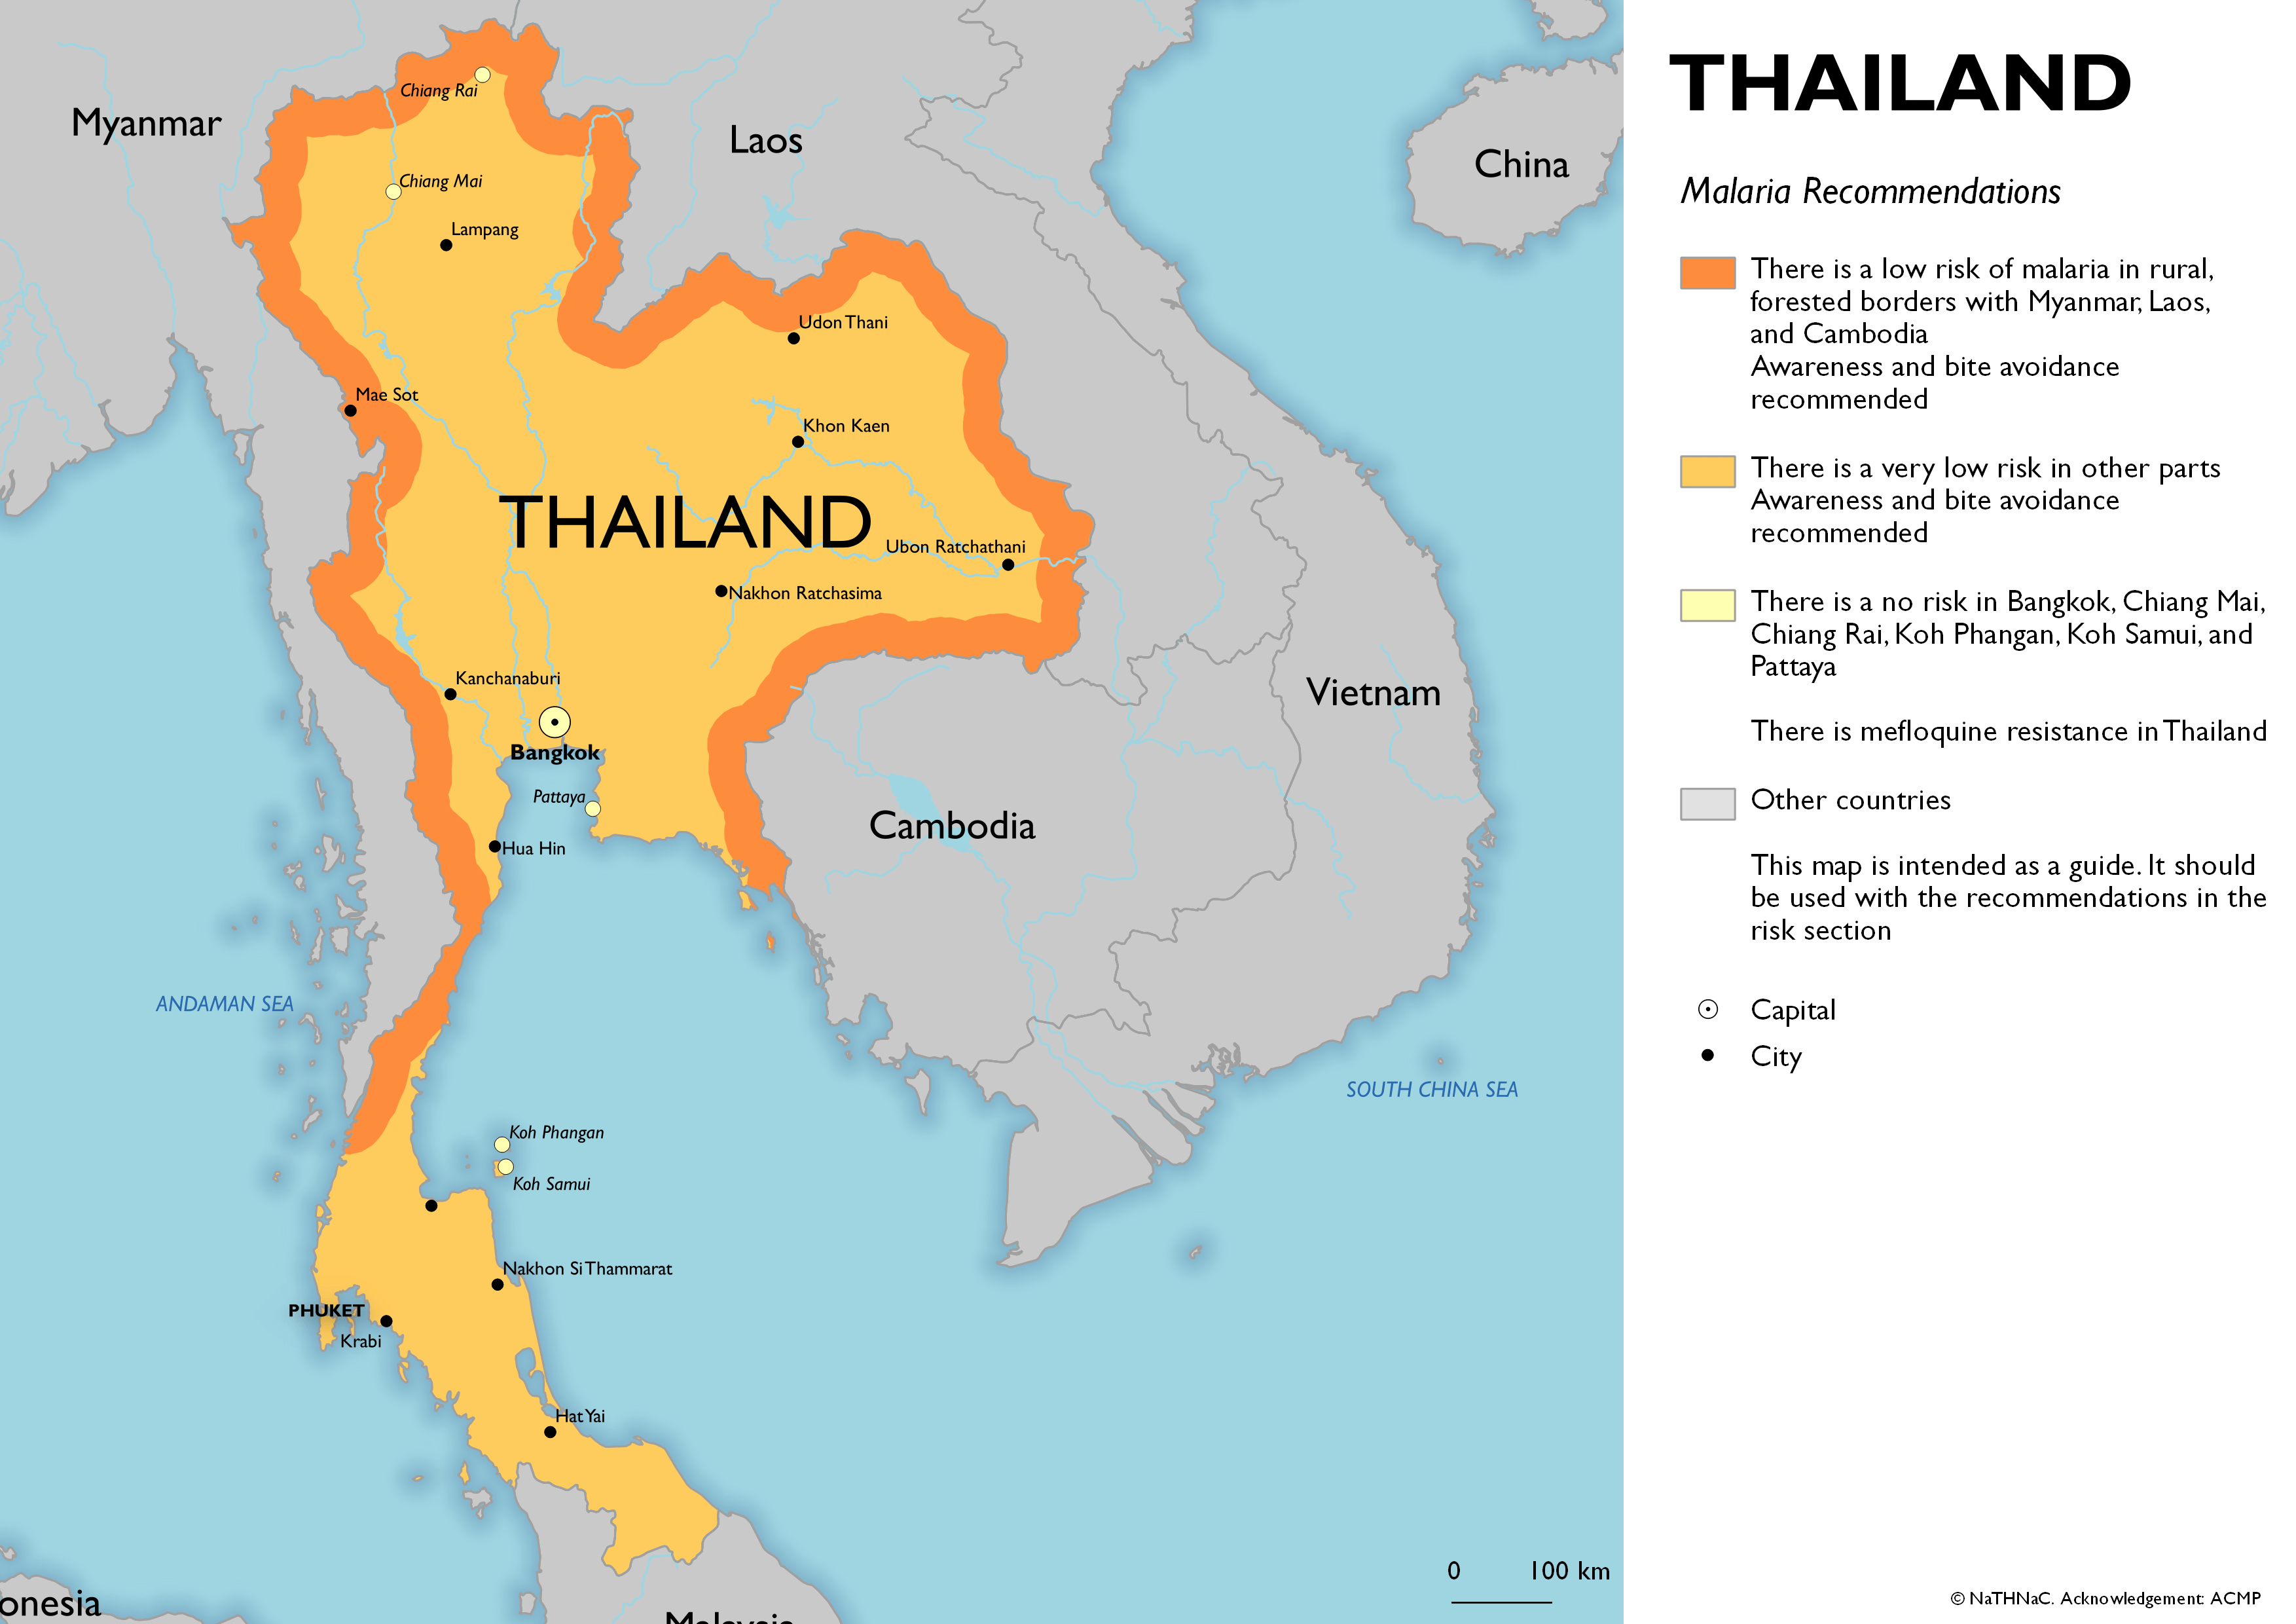 THAILAND
Malaria Recommendations
There is a low risk of malaria in rural,
forested borders with Myanmar, Laos,
and Cambodia
Awareness and bite avoidance
recommended
There is a very low risk in other parts
Awareness and bite avoidance
recommended
There is a no risk in Bangkok, Chiang Mai,
Chiang Rai, Koh Phangan, Koh Samui, and
Pattaya
There is mefloquine resistance in Thailand
Other countries
This map is intended as a guide. It should
be used with the recommendations in the
risk section
Capital
City
Myanmar
Laos
China
Chiang Rai
Chiang Mai
Lampang
Udon Thani
Mae Sot
Khon Kaen
THAILAND
Ubon Ratchathani
Nakhon Ratchasima
Kanchanaburi
Vietnam
Bangkok
Pattaya
Cambodia
Hua Hin
ANDAMAN SEA
SOUTH CHINA SEA
Koh Phangan
Koh Samui
Nakhon Si Thammarat
PHUKET
Krabi
Hat Yai
0 100 km
onesia
Malaysia
© NaTHNaC. Acknowledgement: ACMP